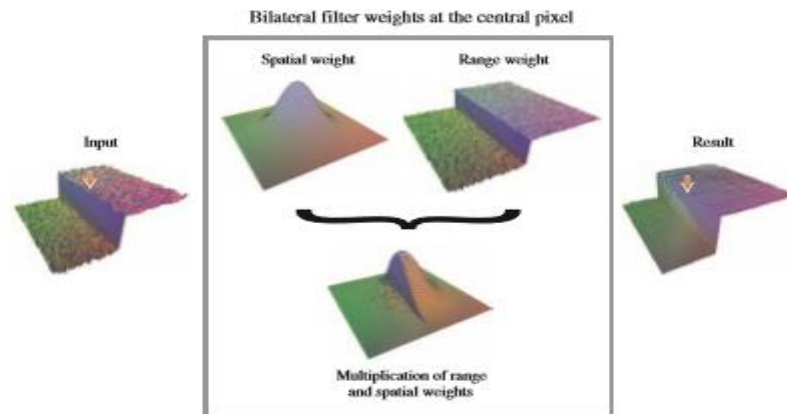 Bilateral filter weights at the central pixel
Spatial weight
Range weight
Input
Result
Multiplication of range
and spatial weights